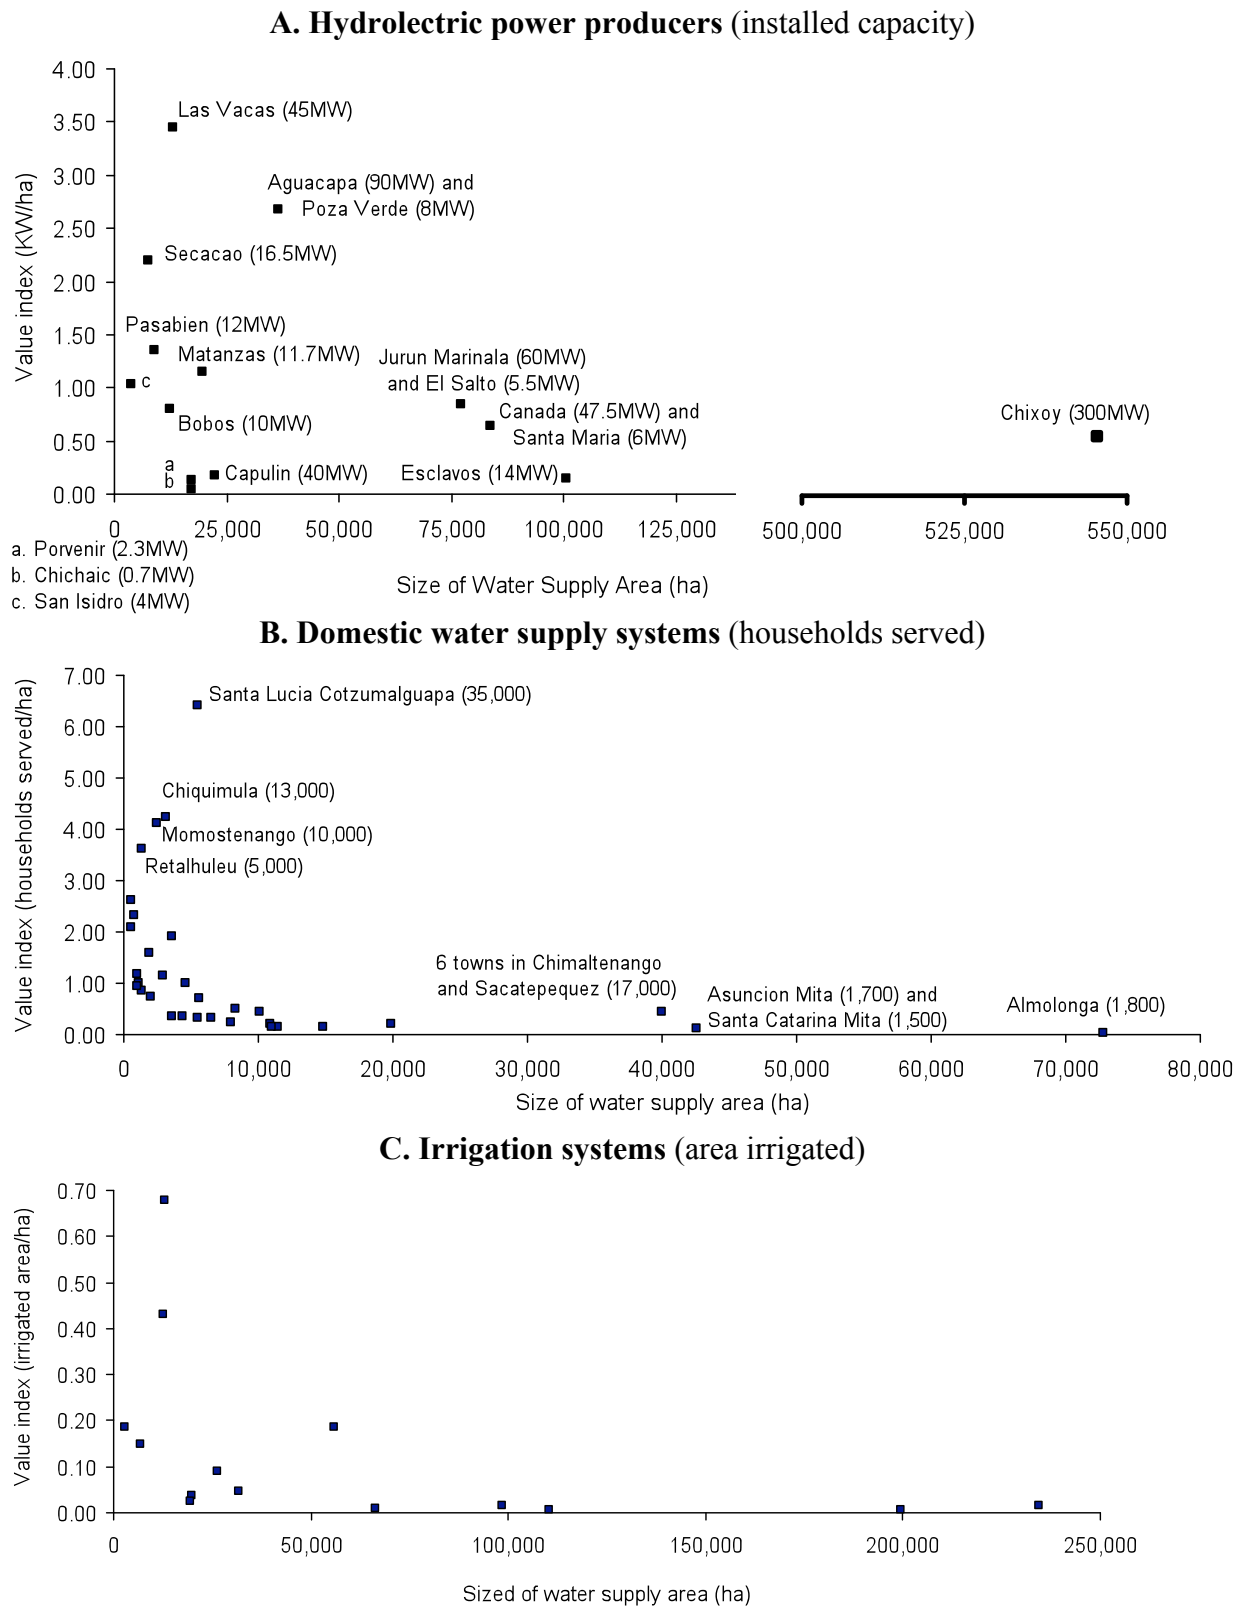 A. Hydrolectric power producers (installed capacity)
4.00
Las Vacas (45MW)
3.50
3.00
Aguacapa (90MW) and
Poza Verde (8MW)
2.50
Secacao (16.5MW)
2.00
Pasabien (12MW)
1.50
Matanzas (11.7MW)
Jurun Marinala (60MW)
and El Salto (5.5MW)
c
1.00
Canada (47.5MW) and
Santa Maria (6MW)
Chixoy (300MW)
Bobos (10MW)
0.50
a
b
Capulin (40MW)
Esclavos (14MW)
0.00
Value index (KW/ha)
0 25,000 50,000 75,000 100,000 125,000 500,000 525,000 550,000
a. Porvenir (2.3MW)
b. Chichaic (0.7MW)
c. San Isidro (4MW)
Size of Water Supply Area (ha)
B. Domestic water supply systems (households served)
7.00
Santa Lucia Cotzumalguapa (35,000)
6.00
5.00
Chiquimula (13,000)
4.00
Momostenango (10,000)
Retalhuleu (5,000)
3.00
2.00
6 towns in Chimaltenango
and Sacatepequez (17,000)
1.00
Asuncion Mita (1,700) and
Santa Catarina Mita (1,500)
Almolonga (1,800)
0.00
Value index (households served/ha)
0 10,000 20,000 30,000 40,000 50,000 60,000 70,000 80,000
Size of water supply area (ha)
C. Irrigation systems (area irrigated)
0.70
0.60
0.50
0.40
0.30
0.20
0.10
0.00
Value index (irrigated area/ha)
0 50,000 100,000 150,000 200,000 250,000
Sized of water supply area (ha)